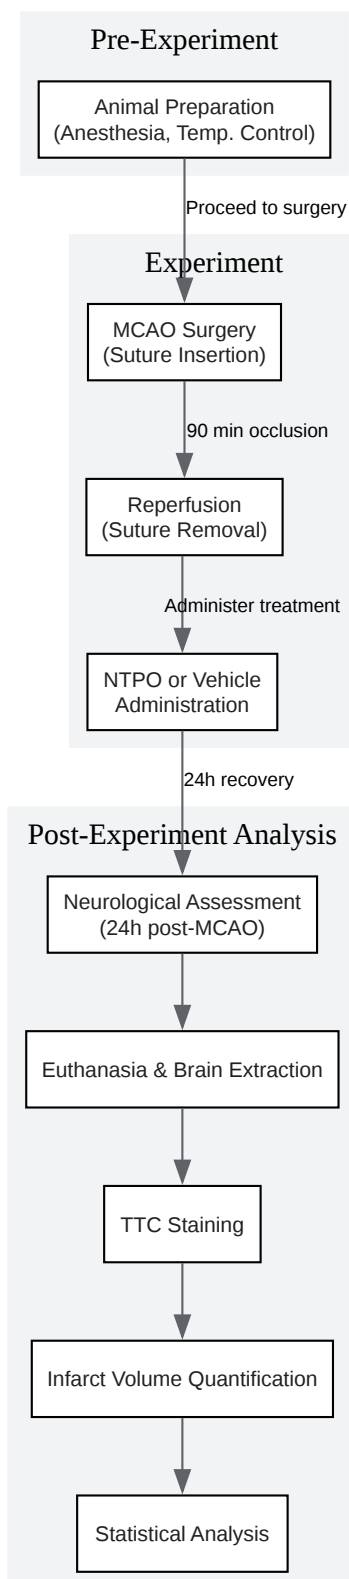 Pre-Experiment
Animal Preparation
(Anesthesia, Temp. Control)
Proceed to surgery
Experiment
MCAO Surgery
(Suture Insertion)
90 min occlusion
Reperfusion
(Suture Removal)
Administer treatment
NTPO or Vehicle
Administration
24h recovery
Post-Experiment Analysis
Neurological Assessment
(24h post-MCAO)
Euthanasia & Brain Extraction
TTC Staining
Infarct Volume Quantification
Statistical Analysis